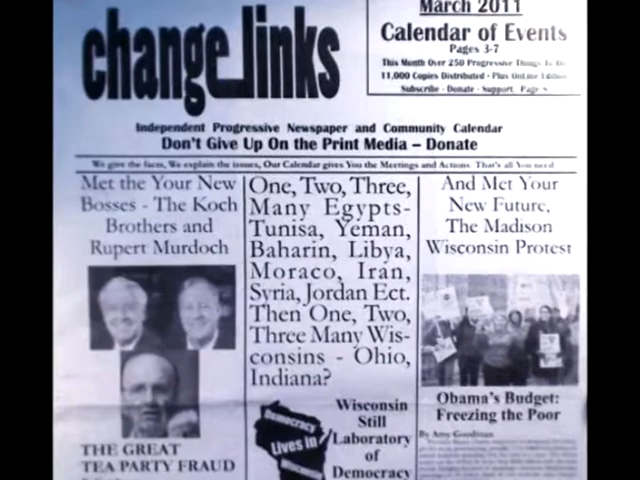 change links
March 2011
Calendar of Events
Pages 3-7
This Month Over 250 Progressive Things To Do
11,000 Copies Distributed - Plus OnLine Edition
Subscribe - Donate - Support Page
Independent Progressive Newspaper and Community Calendar
Don't Give Up On the Print Media – Donate
We give the facts, We explain the issues, Our Calendar gives You the Meetings and Actions. That's all You need
Met the Your New
Bosses - The Koch
Brothers and
Rupert Murdoch
THE GREAT
TEA PARTY FRAUD
One, Two, Three,
Many Egypts-
Tunisa, Yeman,
Baharin, Libya,
Moraco, Iran,
Syria, Jordan Ect.
Then One, Two,
Three Many Wis-
consins - Ohio,
Indiana?
Democracy
Lives in
Wisconsin
Wisconsin
Still
Laboratory
of
Democracy
And Met Your
New Future,
The Madison
Wisconsin Protest
Obama's Budget:
Freezing the Poor
By Amy Goodman